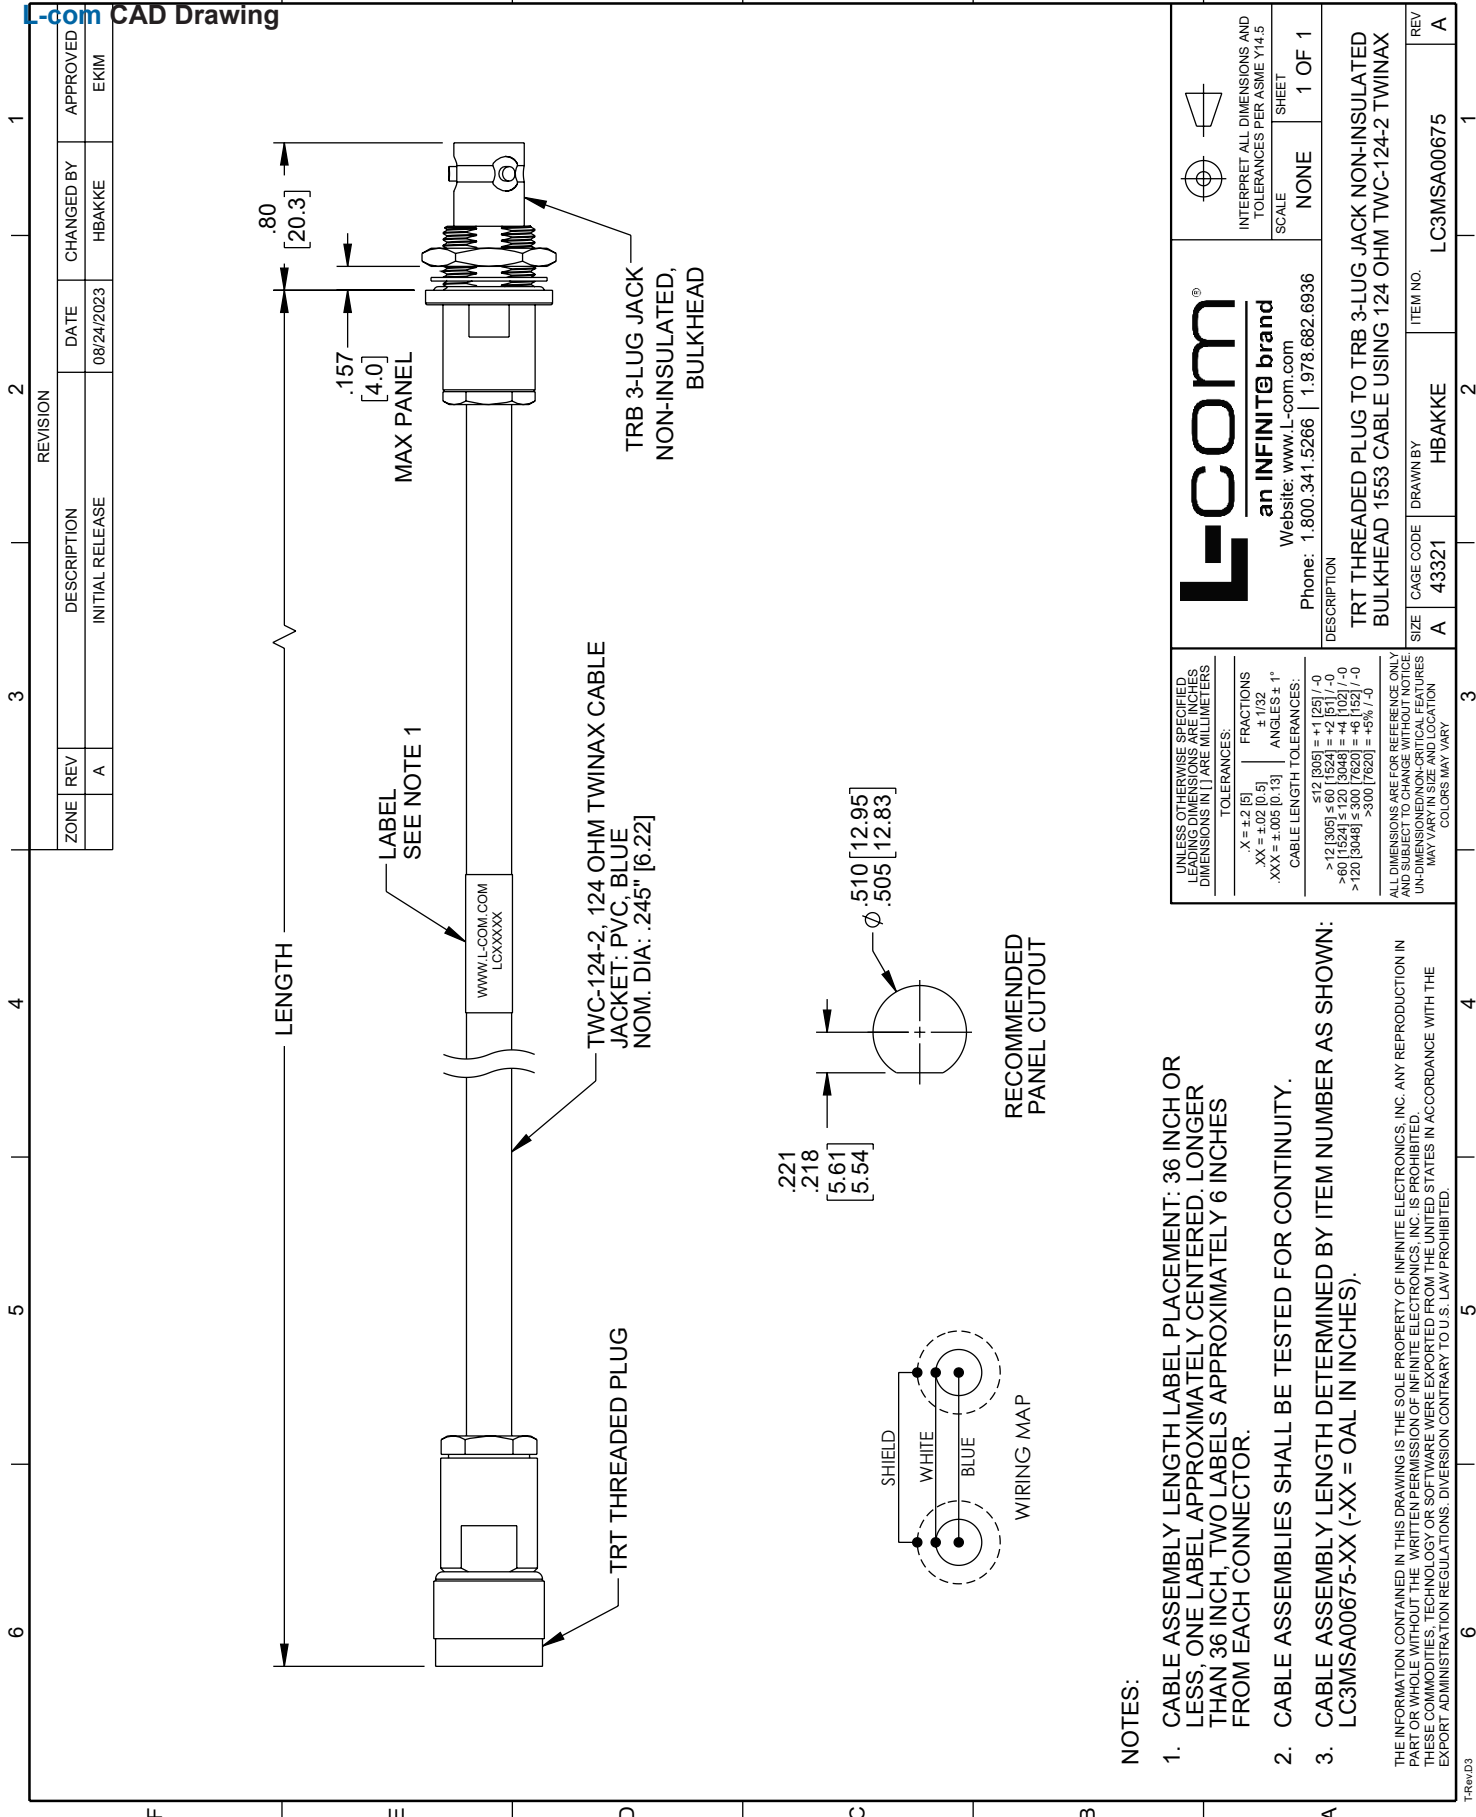 L-com CAD Drawing
REVISION
ZONE
REV
DESCRIPTION
DATE
CHANGED BY
APPROVED
A
INITIAL RELEASE
08/24/2023
HBAKKE
EKIM
6
5
4
3
2
1
F
E
D
C
B
A
LENGTH
.80
[20.3]
.157
[4.0]
MAX PANEL
LABEL
SEE NOTE 1
WWW.L-COM.COM
LCXXXXX
TRT THREADED PLUG
TWC-124-2, 124 OHM TWINAX CABLE
JACKET: PVC, BLUE
NOM. DIA: .245" [6.22]
TRB 3-LUG JACK
NON-INSULATED,
BULKHEAD
SHIELD
WHITE
BLUE
WIRING MAP
.221
.218
[5.61]
[5.54]
⌀ .510 [12.95]
.505 [12.83]
RECOMMENDED
PANEL CUTOUT
NOTES:
1. CABLE ASSEMBLY LENGTH LABEL PLACEMENT: 36 INCH OR
LESS, ONE LABEL APPROXIMATELY CENTERED. LONGER
THAN 36 INCH, TWO LABELS APPROXIMATELY 6 INCHES
FROM EACH CONNECTOR.
2. CABLE ASSEMBLIES SHALL BE TESTED FOR CONTINUITY.
3. CABLE ASSEMBLY LENGTH DETERMINED BY ITEM NUMBER AS SHOWN:
LC3MSA00675-XX (-XX = OAL IN INCHES).
THE INFORMATION CONTAINED IN THIS DRAWING IS THE SOLE PROPERTY OF INFINITE ELECTRONICS, INC. ANY REPRODUCTION IN
PART OR WHOLE WITHOUT THE WRITTEN PERMISSION OF INFINITE ELECTRONICS, INC. IS PROHIBITED.
THESE COMMODITIES, TECHNOLOGY OR SOFTWARE WERE EXPORTED FROM THE UNITED STATES IN ACCORDANCE WITH THE
EXPORT ADMINISTRATION REGULATIONS. DIVERSION CONTRARY TO U.S. LAW PROHIBITED.
UNLESS OTHERWISE SPECIFIED
LEADING DIMENSIONS ARE INCHES
DIMENSIONS IN [ ] ARE MILLIMETERS
TOLERANCES:
.X = ±.2 [5]
FRACTIONS
.XX = ±.02 [0.5]
± 1/32
.XXX = ±.005 [0.13]
ANGLES ± 1°
CABLE LENGTH TOLERANCES:
≤12 [305] = +1 [25] / -0
>12 [305] ≤ 60 [1524] = +2 [51] / -0
>60 [1524] ≤ 120 [3048] = +4 [102] / -0
>120 [3048] ≤ 300 [7620] = +6 [152] / -0
>300 [7620] = +5% / -0
ALL DIMENSIONS ARE FOR REFERENCE ONLY
AND SUBJECT TO CHANGE WITHOUT NOTICE.
UN-DIMENSIONED/NON-CRITICAL FEATURES
MAY VARY IN SIZE AND LOCATION
COLORS MAY VARY
L-com®
an INFINIT@ brand
Website: www.L-com.com
Phone: 1.800.341.5266 | 1.978.682.6936
INTERPRET ALL DIMENSIONS AND
TOLERANCES PER ASME Y14.5
SCALE
NONE
SHEET
1 OF 1
DESCRIPTION
TRT THREADED PLUG TO TRB 3-LUG JACK NON-INSULATED
BULKHEAD 1553 CABLE USING 124 OHM TWC-124-2 TWINAX
SIZE
A
CAGE CODE
43321
DRAWN BY
HBAKKE
ITEM NO.
LC3MSA00675
REV
A
6
5
4
3
2
1
T-Rev.D3